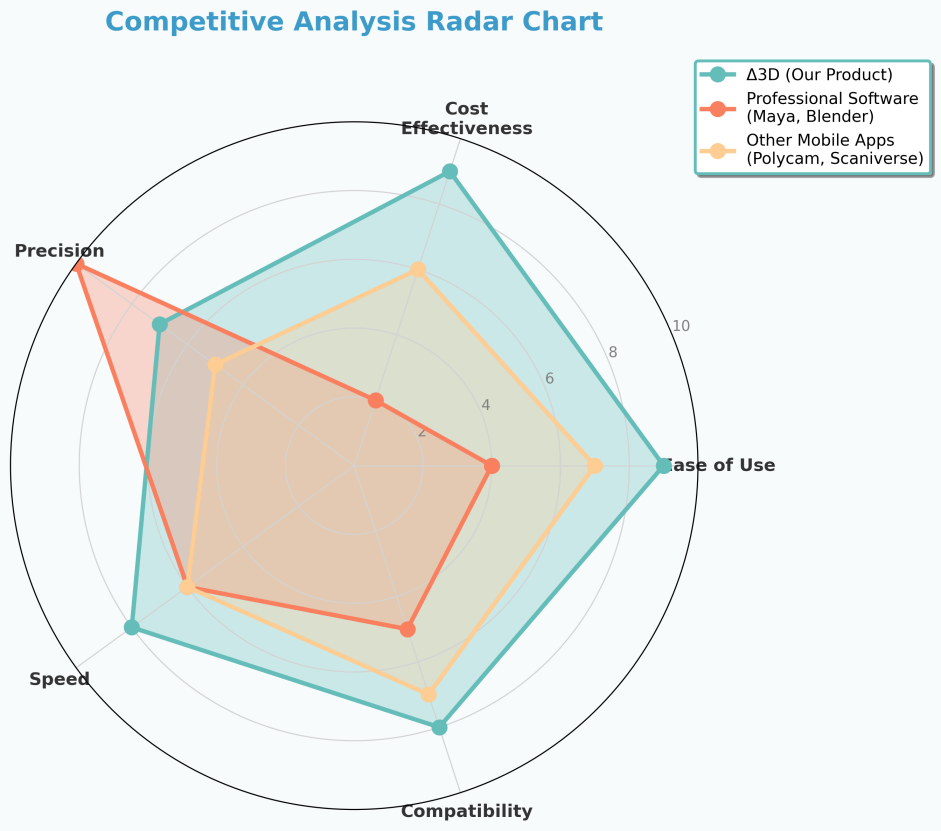 Competitive Analysis Radar Chart
Δ3D (Our Product)
Professional Software
(Maya, Blender)
Other Mobile Apps
(Polycam, Scaniverse)
Cost
Effectiveness
Precision
10
8
6
4
2
Ease of Use
Speed
Compatibility